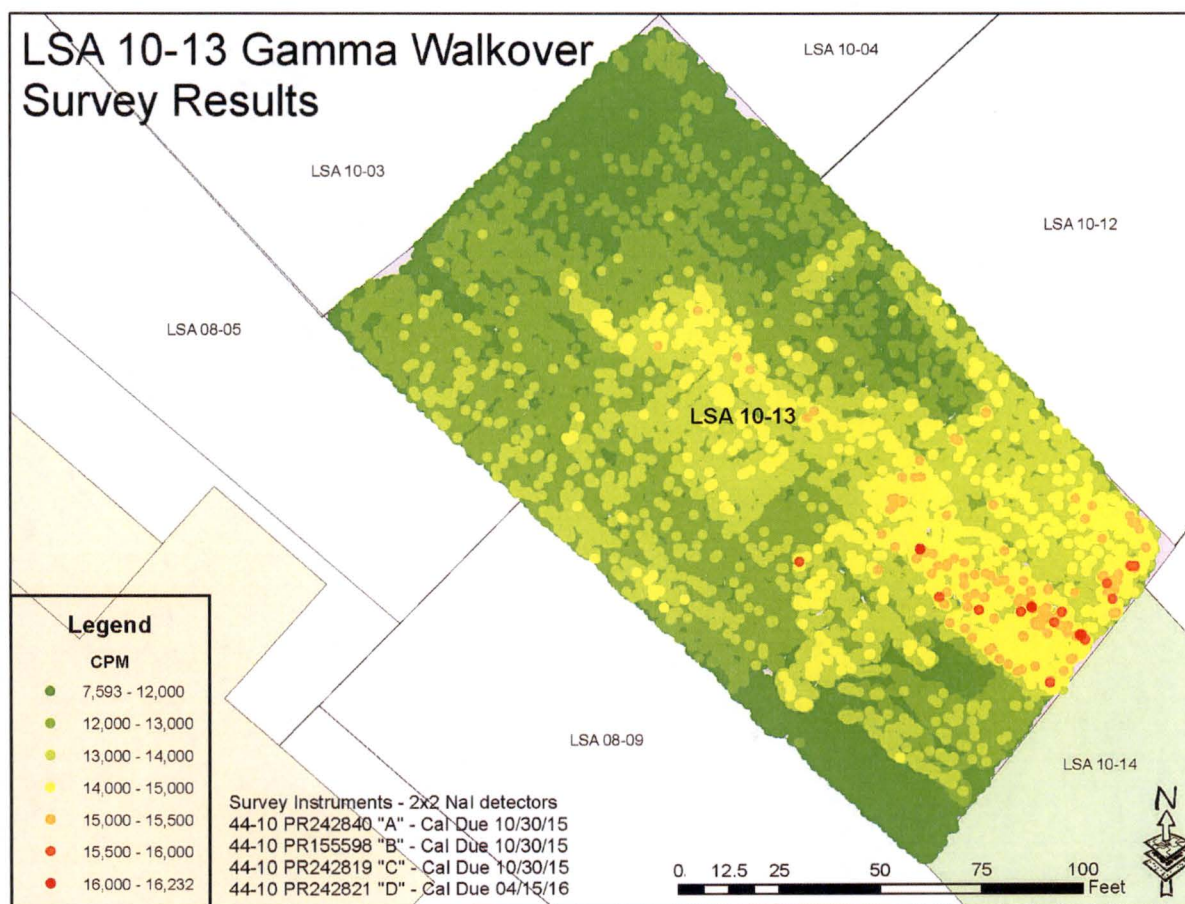 LSA 10-13 Gamma Walkover
Survey Results
LSA 10-04
LSA 10-03
LSA 10-12
LSA 08-05
LSA 10-13
LSA 08-09
LSA 10-14
Legend
CPM
7,593 - 12,000
12,000 - 13,000
13,000 - 14,000
14,000 - 15,000
15,000 - 15,500
15,500 - 16,000
16,000 - 16,232
Survey Instruments - 2x2 NaI detectors
44-10 PR242840 "A" - Cal Due 10/30/15
44-10 PR155598 "B" - Cal Due 10/30/15
44-10 PR242819 "C" - Cal Due 10/30/15
44-10 PR242821 "D" - Cal Due 04/15/16
N
0 12.5 25 50 75 100
Feet